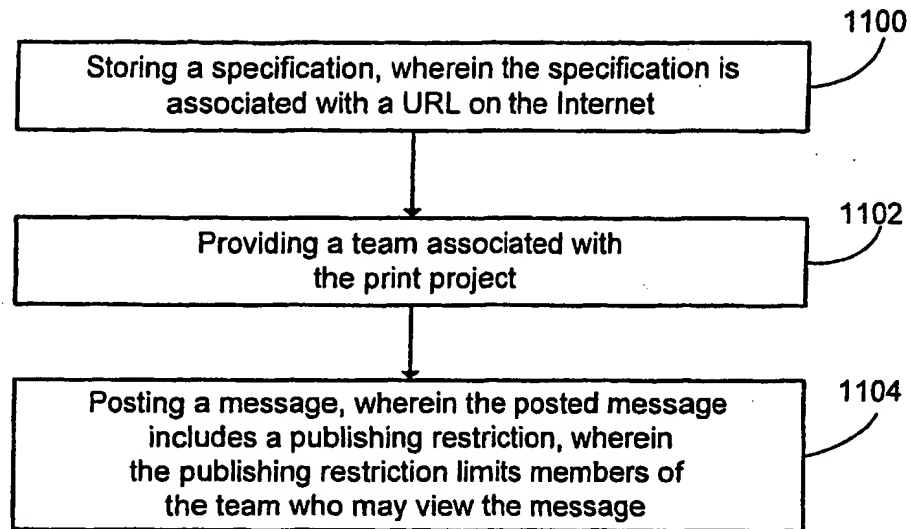 1100
Storing a specification, wherein the specification is
associated with a URL on the Internet
1102
Providing a team associated with
the print project
1104
Posting a message, wherein the posted message
includes a publishing restriction, wherein
the publishing restriction limits members of
the team who may view the message